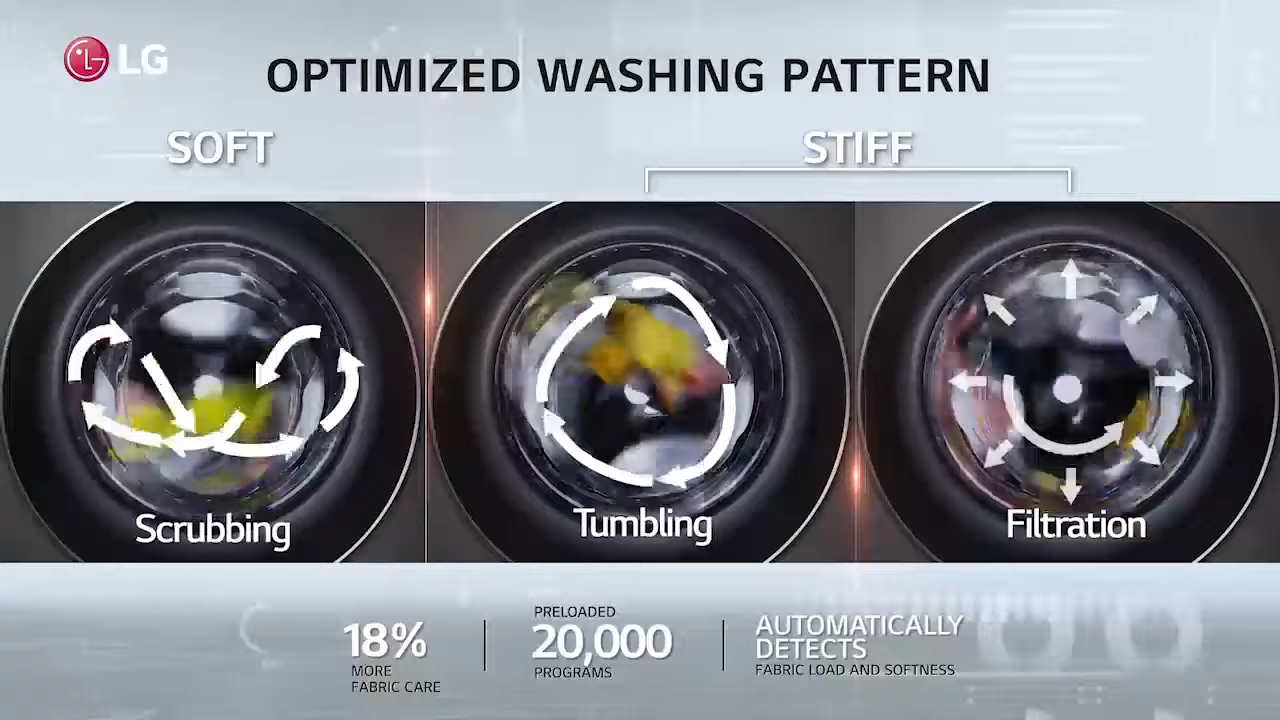 LG
OPTIMIZED WASHING PATTERN
SOFT
STIFF
Scrubbing
Tumbling
Filtration
18%
MORE
FABRIC CARE
PRELOADED
20,000
PROGRAMS
AUTOMATICALLY
DETECTS
FABRIC LOAD AND SOFTNESS